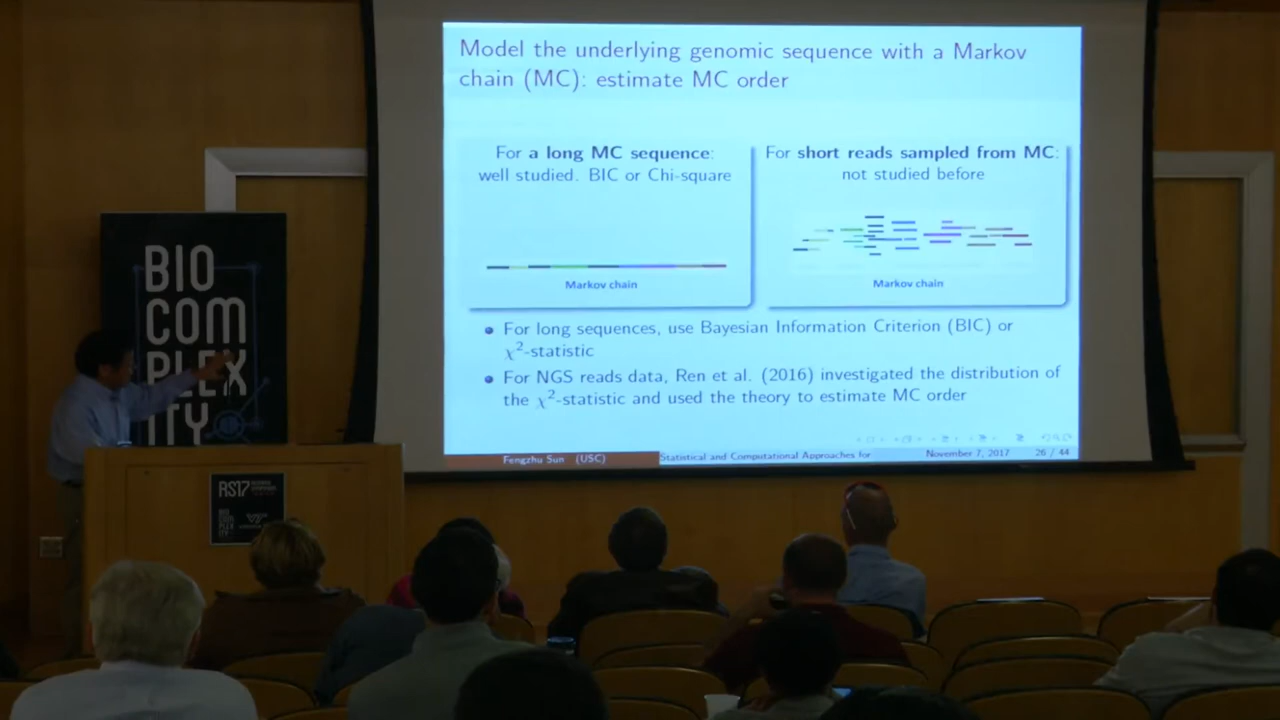 Model the underlying genomic sequence with a Markov
chain (MC): estimate MC order
For a long MC sequence:
well studied. BIC or Chi-square
Markov chain
For short reads sampled from MC:
not studied before
Markov chain
For long sequences, use Bayesian Information Criterion (BIC) or
χ²-statistic
For NGS reads data, Ren et al. (2016) investigated the distribution of
the χ²-statistic and used the theory to estimate MC order
Fengzhu Sun (USC)
Statistical and Computational Approaches for
November 7, 2017
26 / 44
BIO
COM
PLEX
ITY
RS17